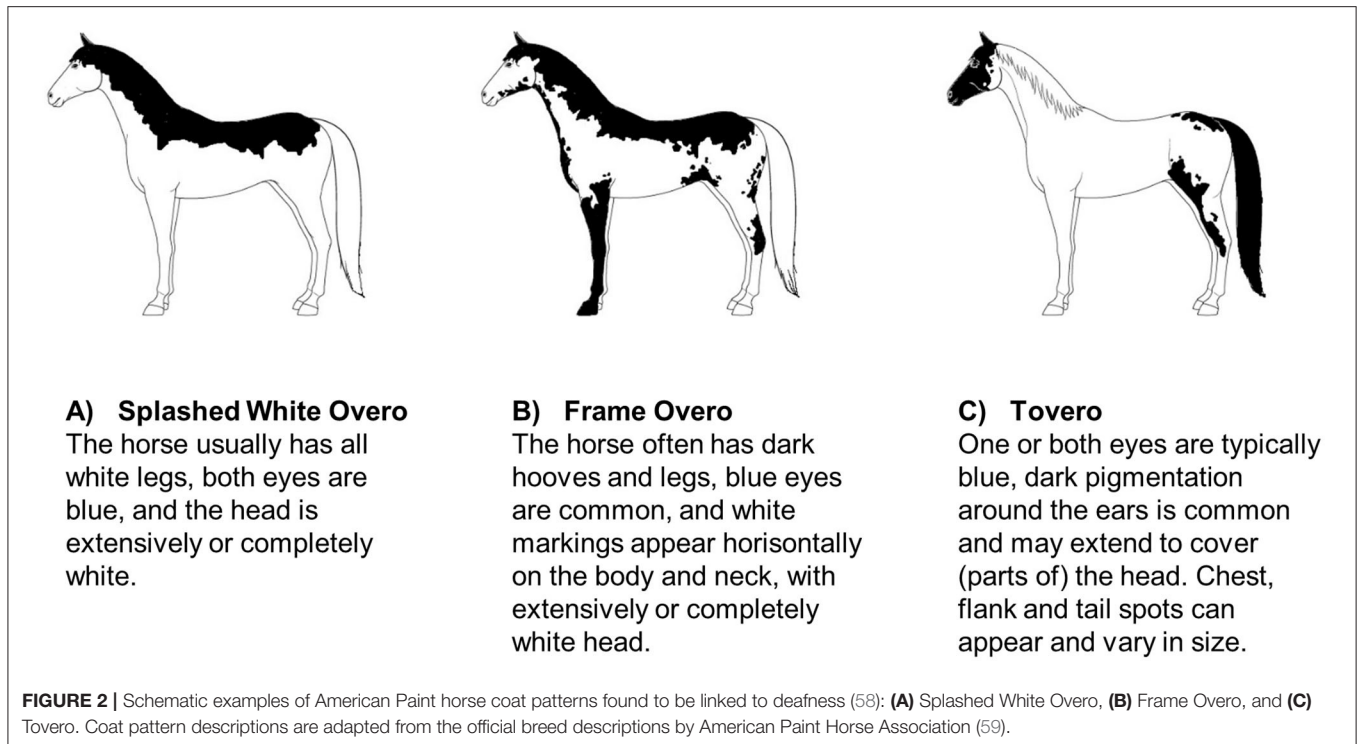 A) Splashed White Overo
The horse usually has all
white legs, both eyes are
blue, and the head is
extensively or completely
white.
B) Frame Overo
The horse often has dark
hooves and legs, blue eyes
are common, and white
markings appear horisontally
on the body and neck, with
extensively or completely
white head.
C) Tovero
One or both eyes are typically
blue, dark pigmentation
around the ears is common
and may extend to cover
(parts of) the head. Chest,
flank and tail spots can
appear and vary in size.
FIGURE 2 | Schematic examples of American Paint horse coat patterns found to be linked to deafness (58): (A) Splashed White Overo, (B) Frame Overo, and (C)
Tovero. Coat pattern descriptions are adapted from the official breed descriptions by American Paint Horse Association (59).